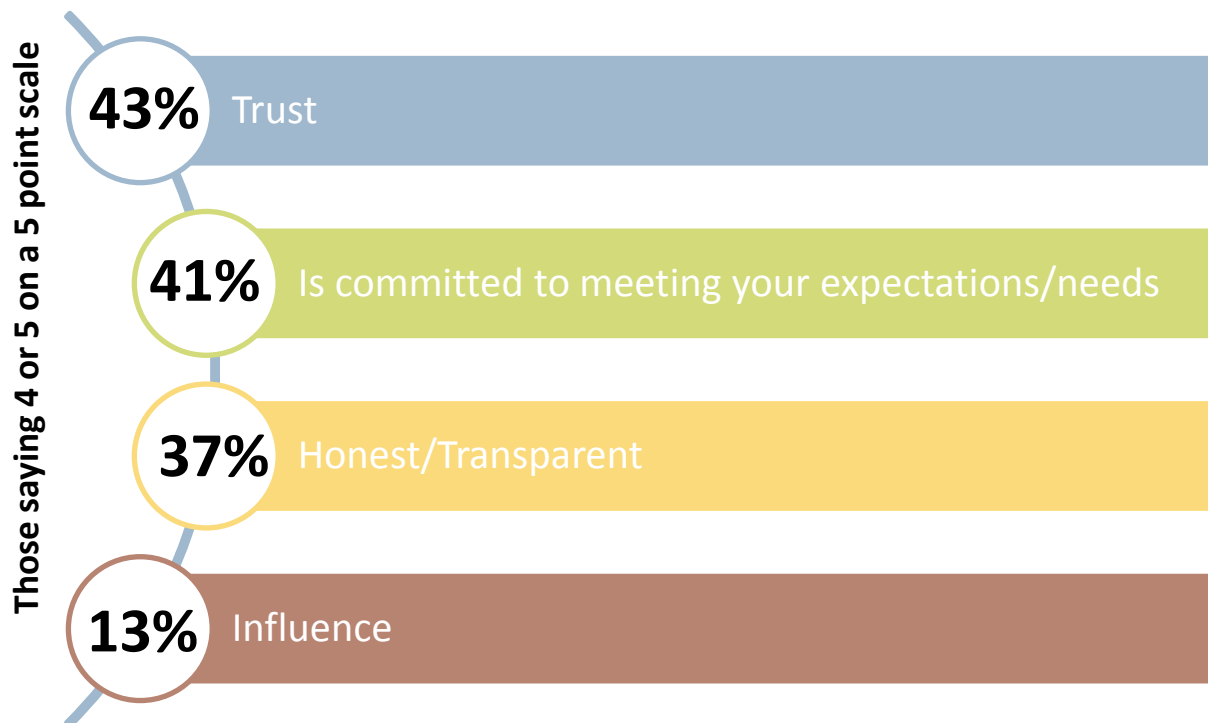 Those saying 4 or 5 on a 5 point scale
43% Trust
41% Is committed to meeting your expectations/needs
37% Honest/Transparent
13% Influence